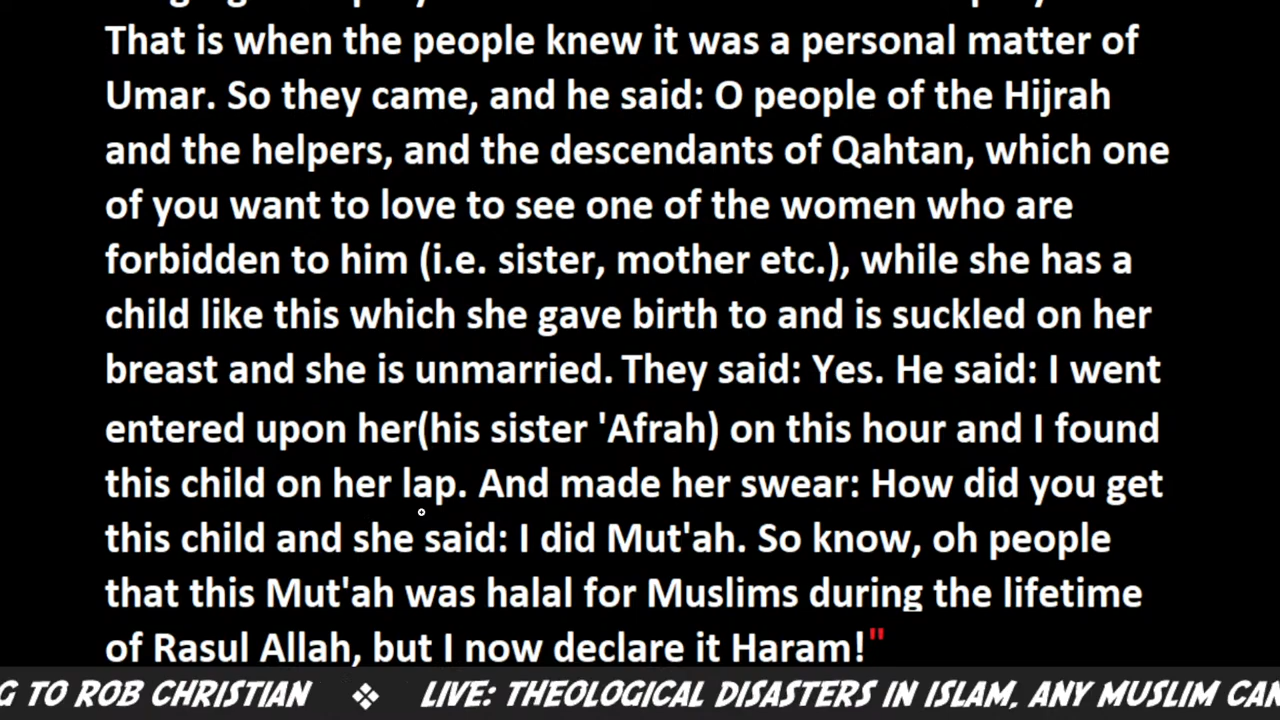 That is when the people knew it was a personal matter of
Umar. So they came, and he said: O people of the Hijrah
and the helpers, and the descendants of Qahtan, which one
of you want to love to see one of the women who are
forbidden to him (i.e. sister, mother etc.), while she has a
child like this which she gave birth to and is suckled on her
breast and she is unmarried. They said: Yes. He said: I went
entered upon her(his sister 'Afrah) on this hour and I found
this child on her lap. And made her swear: How did you get
this child and she said: I did Mut'ah. So know, oh people
that this Mut'ah was halal for Muslims during the lifetime
of Rasul Allah, but I now declare it Haram!"
G TO ROB CHRISTIAN ❖ LIVE: THEOLOGICAL DISASTERS IN ISLAM, ANY MUSLIM CAN